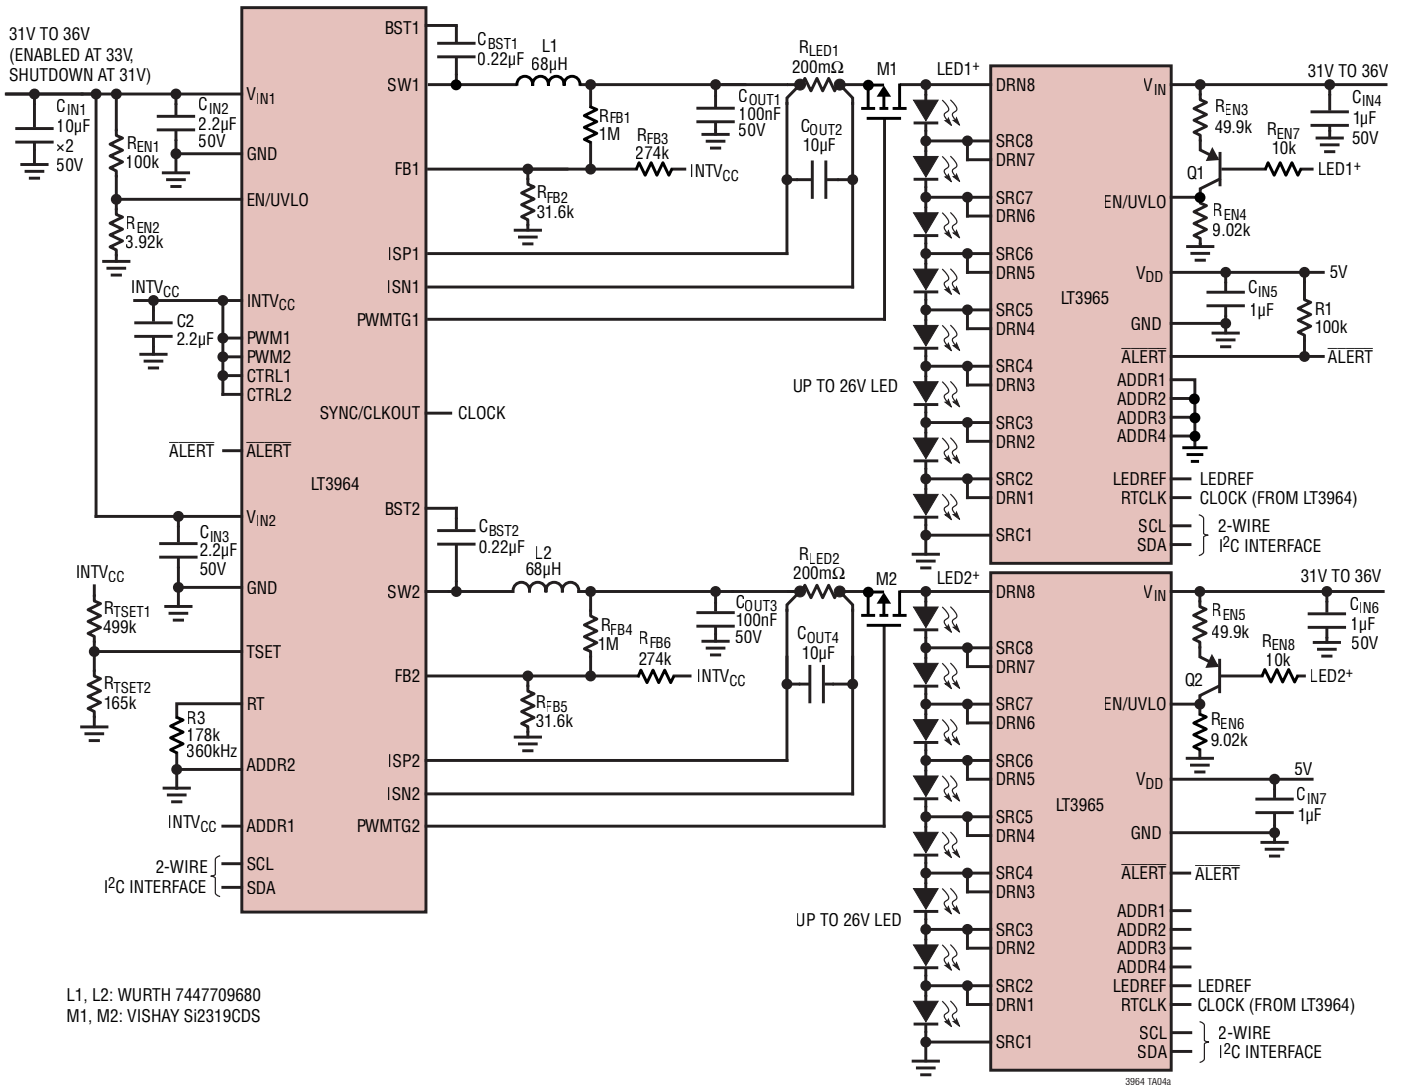 31V TO 36V
(ENABLED AT 33V,
SHUTDOWN AT 31V)
CIN1
10µF
×2
50V
REN1
100k
CIN2
2.2µF
50V
REN2
3.92k
INTVCC
C2
2.2µF
ALERT
CIN3
2.2µF
50V
INTVCC
RTSET1
499k
RTSET2
165k
R3
178k
360kHz
INTVCC
2-WIRE
I2C INTERFACE
VIN1
GND
EN/UVLO
INTVCC
PWM1
PWM2
CTRL1
CTRL2
ALERT
LT3964
VIN2
GND
TSET
RT
ADDR2
ADDR1
SCL
SDA
BST1
SW1
FB1
ISP1
ISN1
PWMTG1
SYNC/CLKOUT
CLOCK
BST2
SW2
FB2
ISP2
ISN2
PWMTG2
CBST1
0.22µF
L1
68µH
RFB1
1M
RFB3
274k
INTVCC
RFB2
31.6k
COUT1
100nF
50V
RLED1
200mΩ
COUT2
10µF
M1
LED1+
UP TO 26V LED
CBST2
0.22µF
L2
68µH
RFB4
1M
RFB6
274k
INTVCC
RFB5
31.6k
COUT3
100nF
50V
RLED2
200mΩ
COUT4
10µF
M2
LED2+
UP TO 26V LED
DRN8
SRC8
DRN7
SRC7
DRN6
SRC6
DRN5
SRC5
DRN4
SRC4
DRN3
SRC3
DRN2
SRC2
DRN1
SRC1
LT3965
VIN
EN/UVLO
VDD
GND
ALERT
ADDR1
ADDR2
ADDR3
ADDR4
LEDREF
RTCLK
SCL
SDA
31V TO 36V
REN3
49.9k
CIN4
1µF
50V
REN7
10k
LED1+
Q1
REN4
9.02k
5V
CIN5
1µF
R1
100k
ALERT
LEDREF
CLOCK (FROM LT3964)
2-WIRE
I2C INTERFACE
DRN8
SRC8
DRN7
SRC7
DRN6
SRC6
DRN5
SRC5
DRN4
SRC4
DRN3
SRC3
DRN2
SRC2
DRN1
SRC1
LT3965
VIN
EN/UVLO
VDD
GND
ALERT
ADDR1
ADDR2
ADDR3
ADDR4
LEDREF
RTCLK
SCL
SDA
31V TO 36V
REN5
49.9k
CIN6
1µF
50V
REN8
10k
LED2+
Q2
REN6
9.02k
5V
CIN7
1µF
ALERT
LEDREF
CLOCK (FROM LT3964)
2-WIRE
I2C INTERFACE
L1, L2: WURTH 7447709680
M1, M2: VISHAY Si2319CDS
3964 TA04a